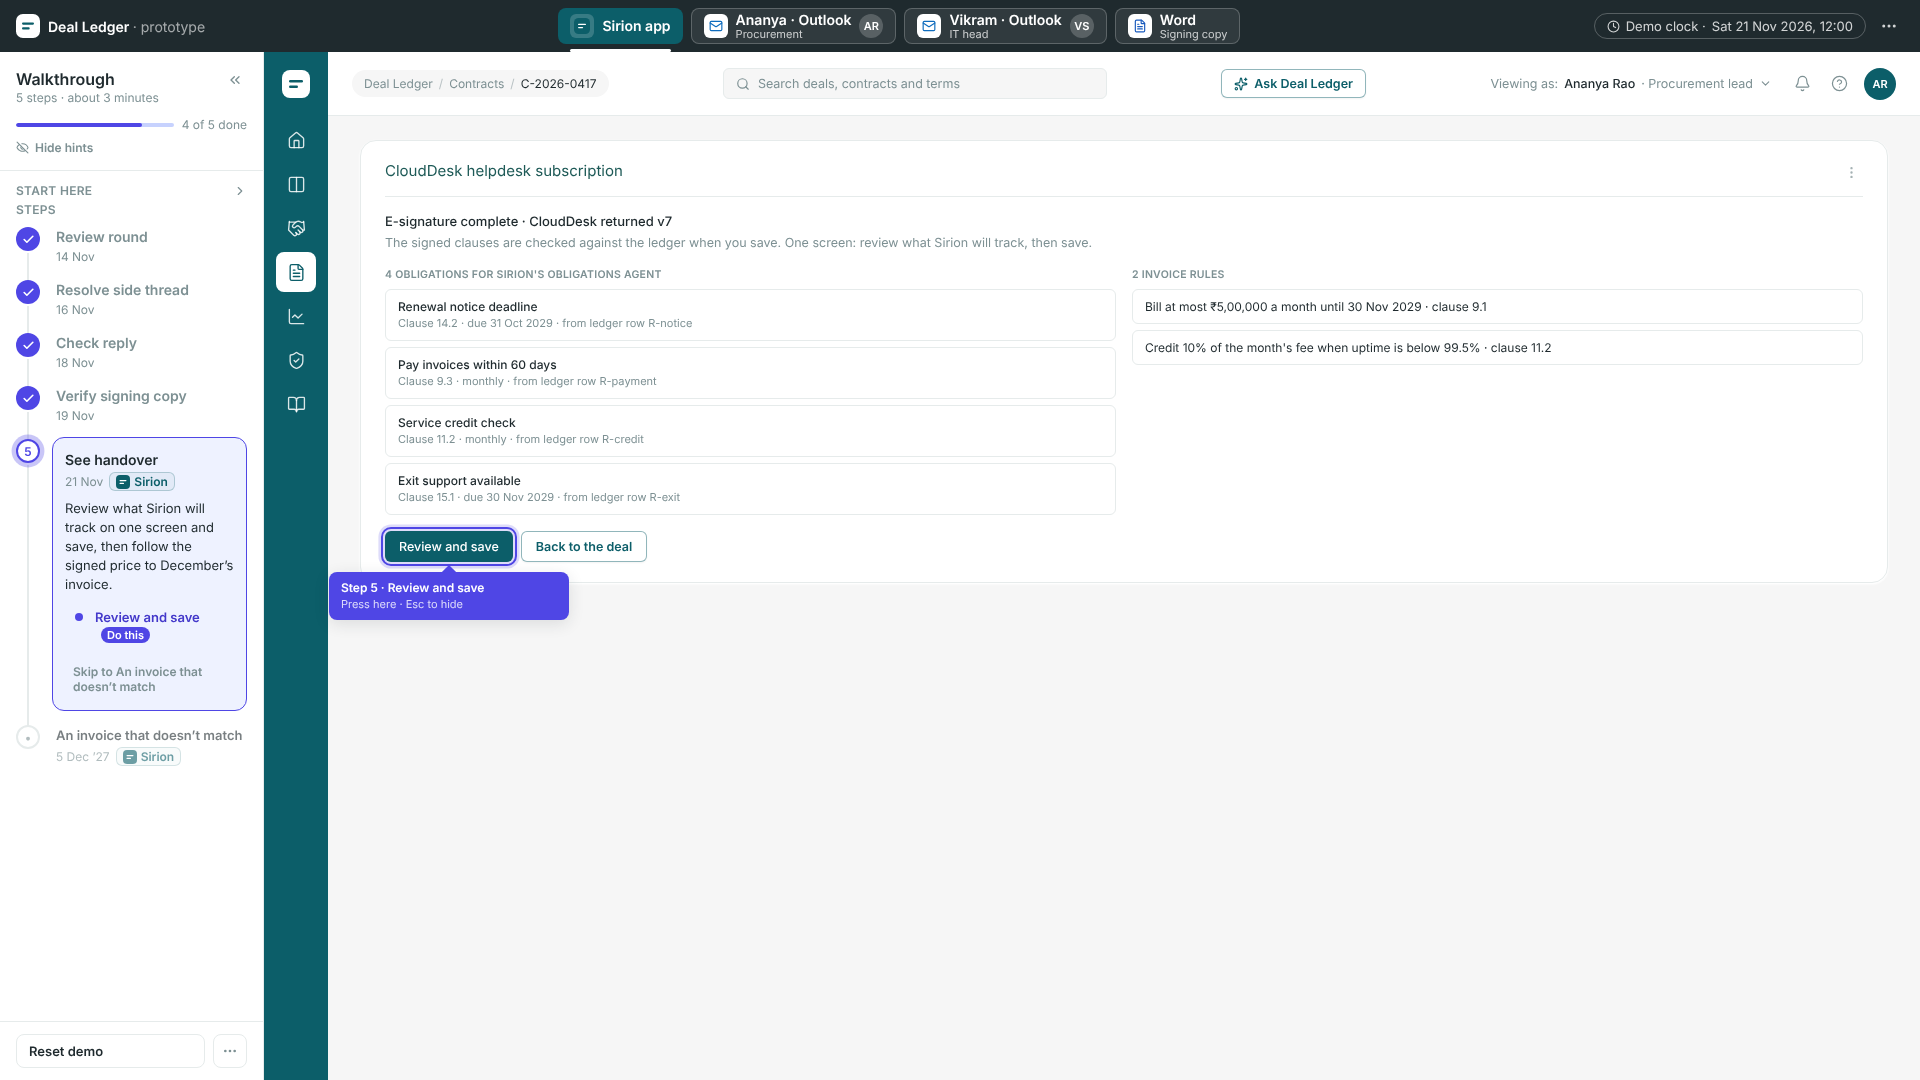 Deal Ledger · prototype
Sirion app
Ananya · Outlook
Procurement
AR
Vikram · Outlook
IT head
VS
Word
Signing copy
Demo clock · Sat 21 Nov 2026, 12:00
Walkthrough
5 steps · about 3 minutes
4 of 5 done
Hide hints
START HERE
STEPS
Review round
14 Nov
Resolve side thread
16 Nov
Check reply
18 Nov
Verify signing copy
19 Nov
5
See handover
21 Nov Sirion
Review what Sirion will
track on one screen and
save, then follow the
signed price to December’s
invoice.
Review and save
Do this
Skip to An invoice that
doesn’t match
An invoice that doesn’t match
5 Dec ’27 Sirion
Reset demo
Deal Ledger / Contracts / C-2026-0417
Search deals, contracts and terms
Ask Deal Ledger
Viewing as: Ananya Rao · Procurement lead
AR
CloudDesk helpdesk subscription
E-signature complete · CloudDesk returned v7
The signed clauses are checked against the ledger when you save. One screen: review what Sirion will track, then save.
4 OBLIGATIONS FOR SIRION'S OBLIGATIONS AGENT
Renewal notice deadline
Clause 14.2 · due 31 Oct 2029 · from ledger row R-notice
Pay invoices within 60 days
Clause 9.3 · monthly · from ledger row R-payment
Service credit check
Clause 11.2 · monthly · from ledger row R-credit
Exit support available
Clause 15.1 · due 30 Nov 2029 · from ledger row R-exit
2 INVOICE RULES
Bill at most ₹5,00,000 a month until 30 Nov 2029 · clause 9.1
Credit 10% of the month's fee when uptime is below 99.5% · clause 11.2
Review and save
Back to the deal
Step 5 · Review and save
Press here · Esc to hide